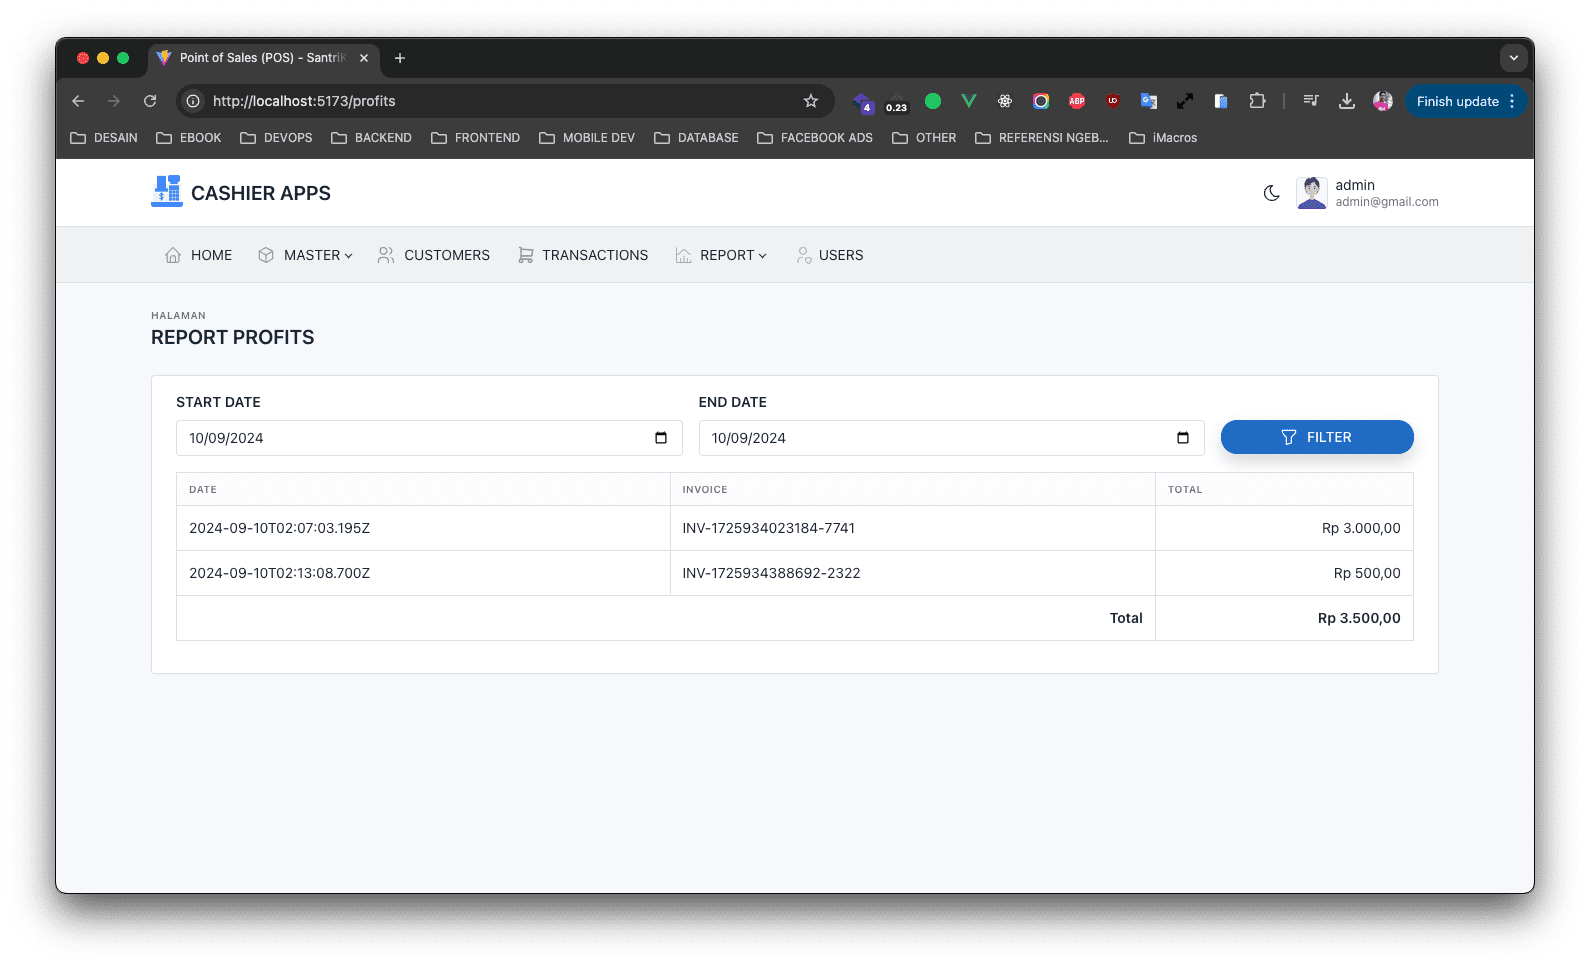 Point of Sales (POS) - SantriK
http://localhost:5173/profits
4
0.23
ABP
UD
Finish update
DESAIN EBOOK DEVOPS BACKEND FRONTEND MOBILE DEV DATABASE FACEBOOK ADS OTHER REFERENSI NGEB... iMacros
CASHIER APPS
admin
admin@gmail.com
HOME MASTER CUSTOMERS TRANSACTIONS REPORT USERS
HALAMAN
REPORT PROFITS
START DATE END DATE
10/09/2024 10/09/2024 FILTER
DATE INVOICE TOTAL
2024-09-10T02:07:03.195Z INV-1725934023184-7741 Rp 3.000,00
2024-09-10T02:13:08.700Z INV-1725934388692-2322 Rp 500,00
Total Rp 3.500,00